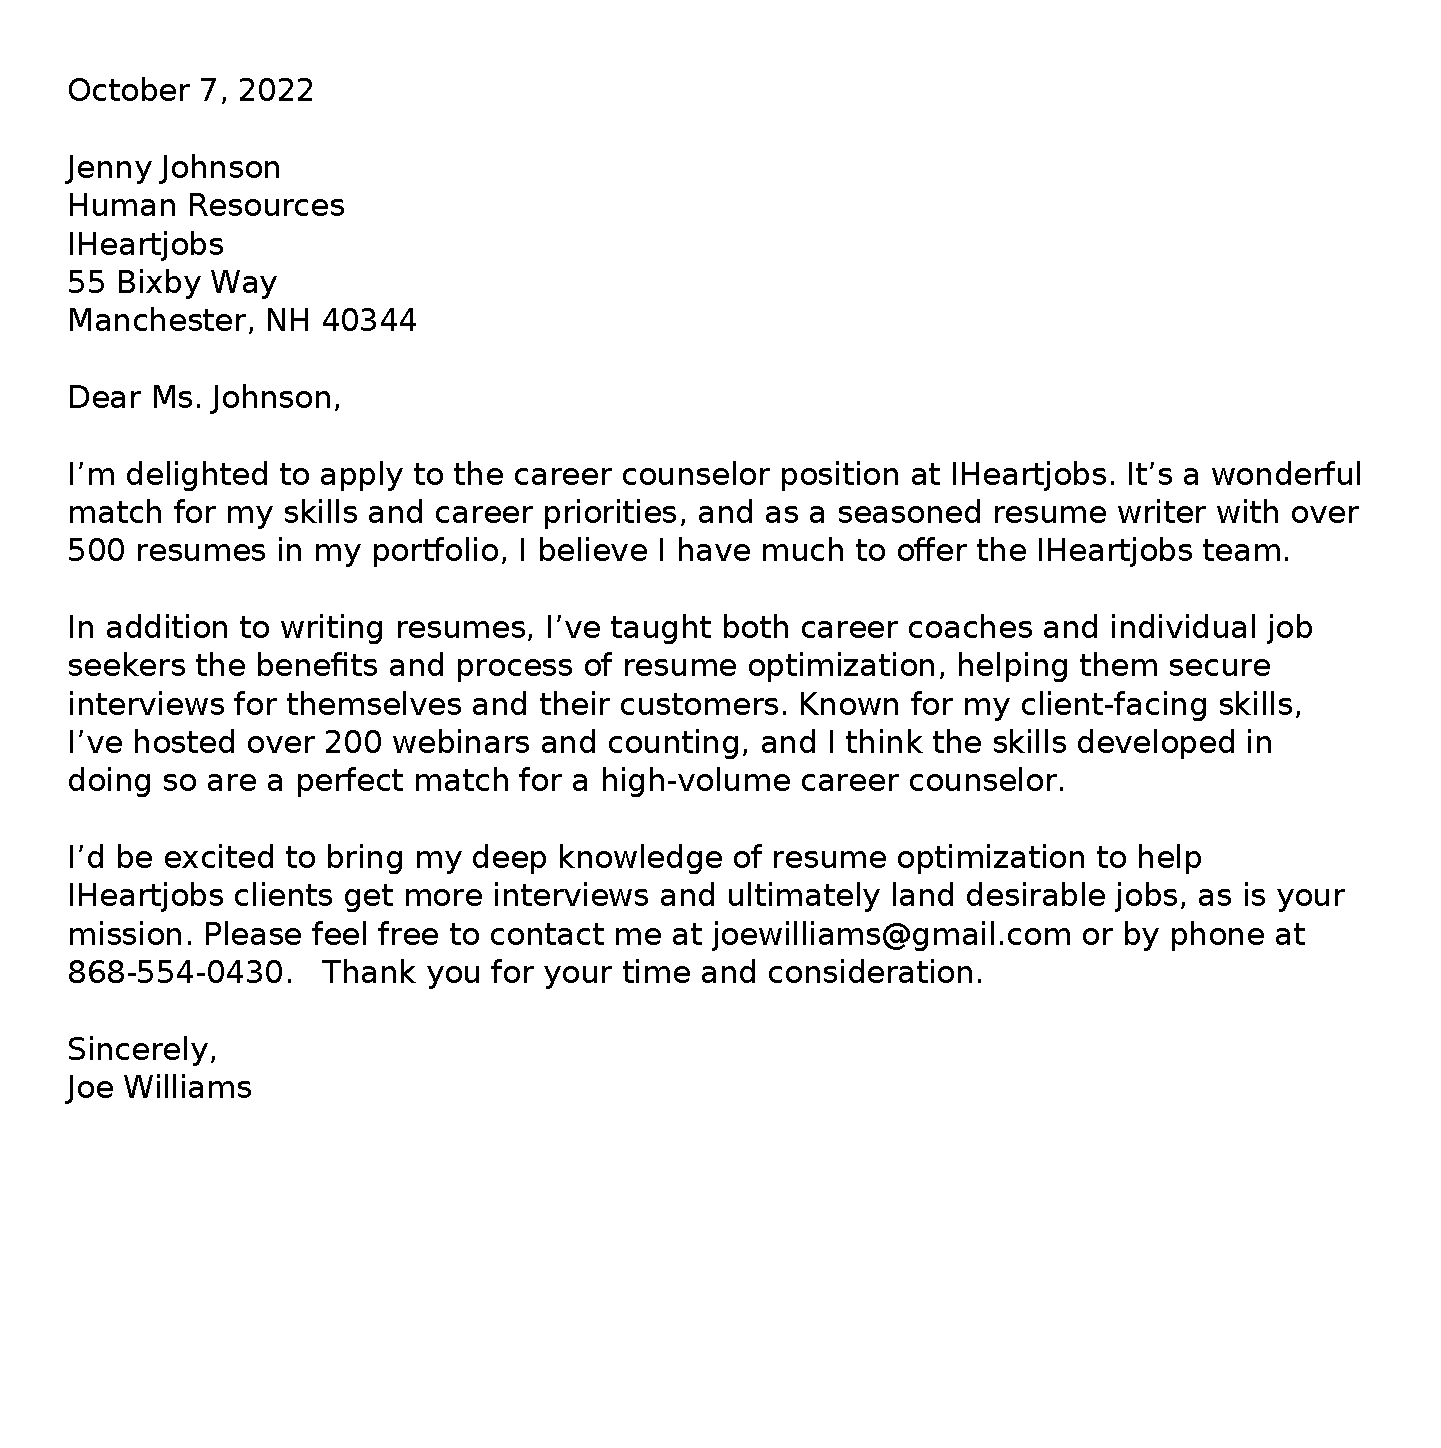 October 7, 2022
Jenny Johnson
Human Resources
IHeartjobs
55 Bixby Way
Manchester, NH 40344
Dear Ms. Johnson,
I’m delighted to apply to the career counselor position at IHeartjobs. It’s a wonderful
match for my skills and career priorities, and as a seasoned resume writer with over
500 resumes in my portfolio, I believe I have much to offer the IHeartjobs team.
In addition to writing resumes, I’ve taught both career coaches and individual job
seekers the benefits and process of resume optimization, helping them secure
interviews for themselves and their customers. Known for my client-facing skills,
I’ve hosted over 200 webinars and counting, and I think the skills developed in
doing so are a perfect match for a high-volume career counselor.
I’d be excited to bring my deep knowledge of resume optimization to help
IHeartjobs clients get more interviews and ultimately land desirable jobs, as is your
mission. Please feel free to contact me at joewilliams@gmail.com or by phone at
868-554-0430.   Thank you for your time and consideration.
Sincerely,
Joe Williams